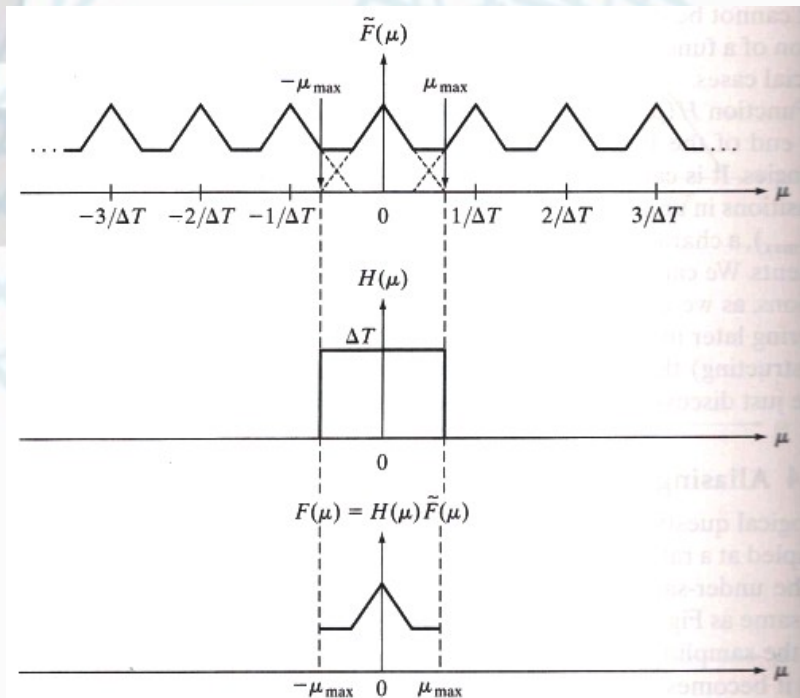 F̃(μ)
−μmax μmax
... ...
μ
−3/ΔT −2/ΔT −1/ΔT 0 1/ΔT 2/ΔT 3/ΔT
H(μ)
ΔT
μ
0
F(μ) = H(μ)F̃(μ)
μ
−μmax 0 μmax